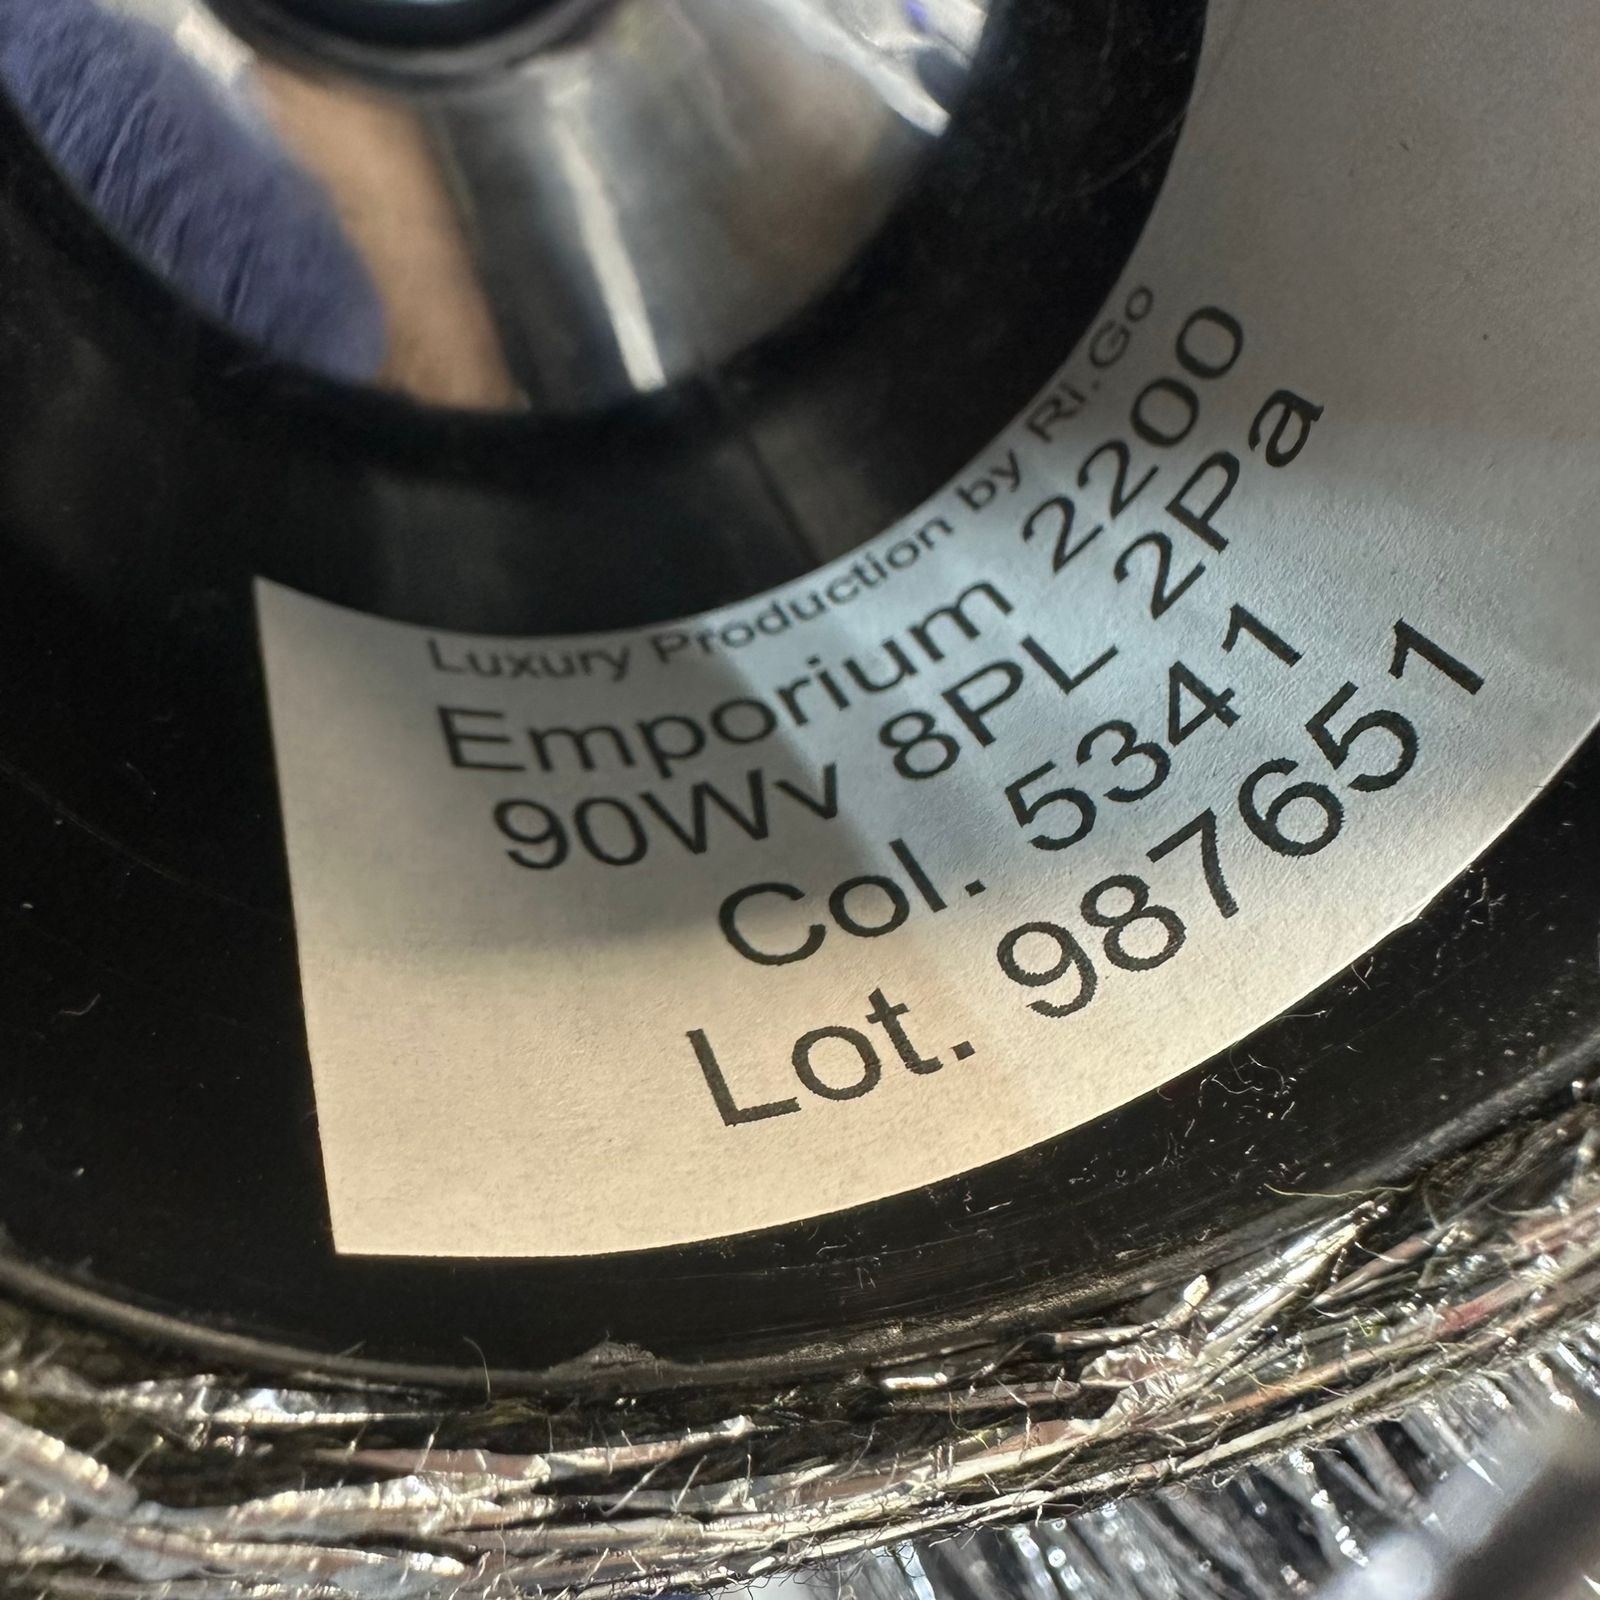 Luxury Production by Ri.Go
Emporium 2200
90Wv 8PL 2Pa
Col. 5341
Lot. 987651